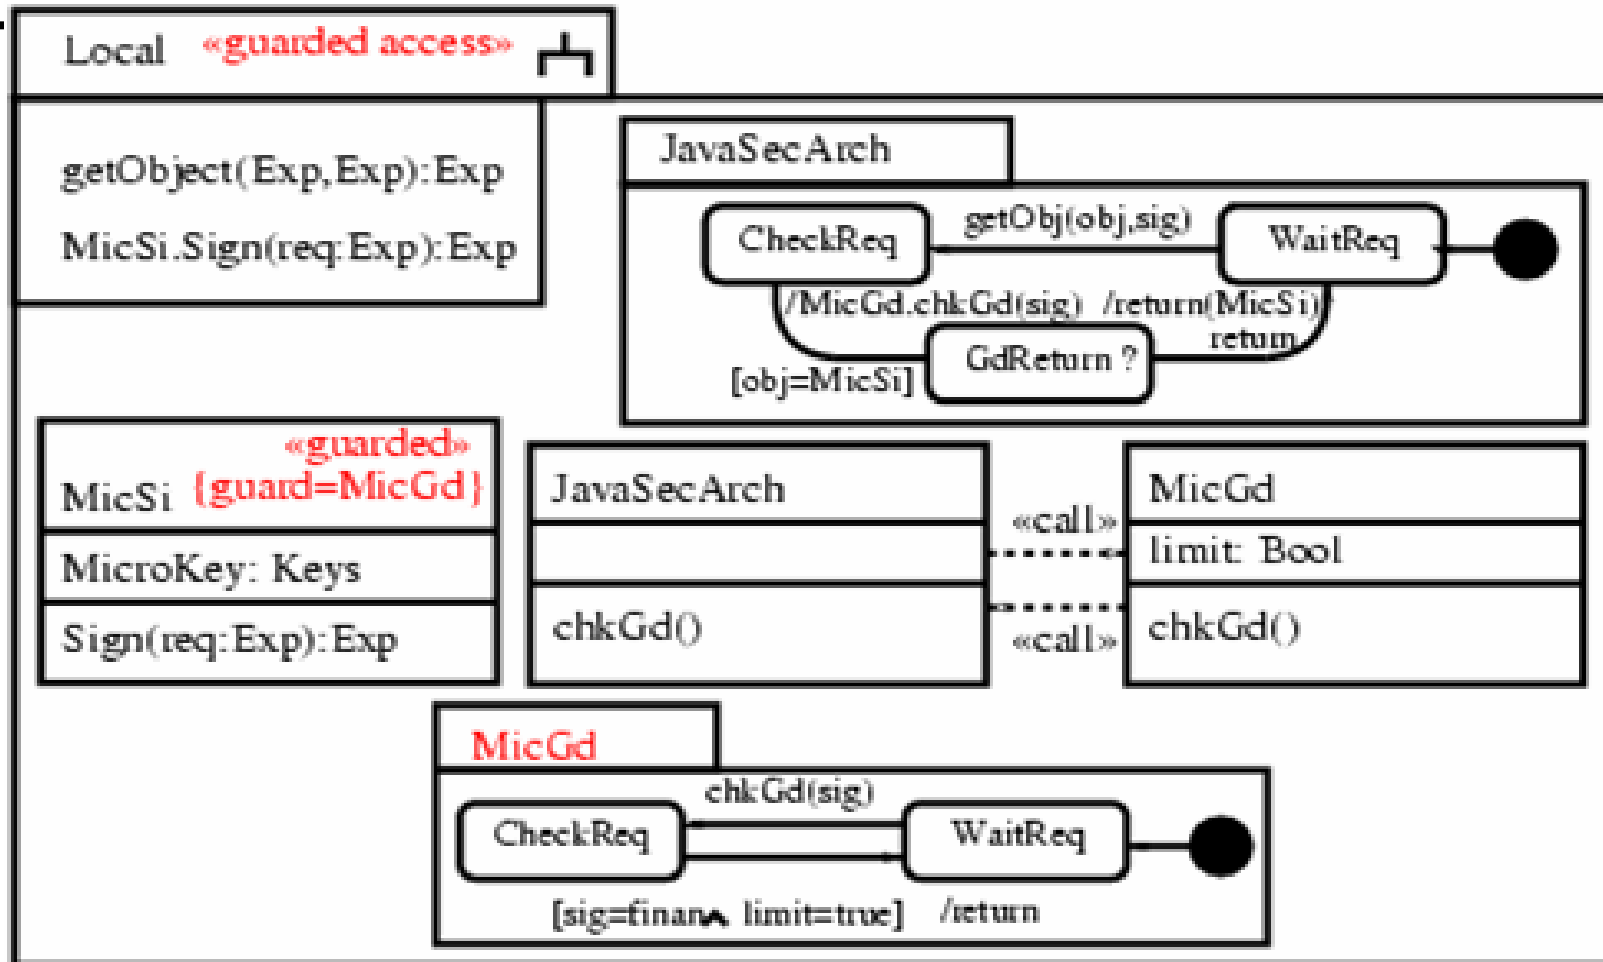 Local «guarded access»
getObject(Exp,Exp):Exp
MicSi.Sign(req:Exp):Exp
JavaSecArch
CheckReq
getObj(obj,sig)
WaitReq
/MicGd.chkGd(sig) /return(MicSi)
return
GdReturn ?
[obj=MicSi]
«guarded»
MicSi {guard=MicGd}
MicroKey: Keys
Sign(req:Exp):Exp
JavaSecArch
chkGd()
«call»
«call»
MicGd
limit: Bool
chkGd()
MicGd
chkGd(sig)
CheckReq
WaitReq
[sig=finan∧ limit=true] /return